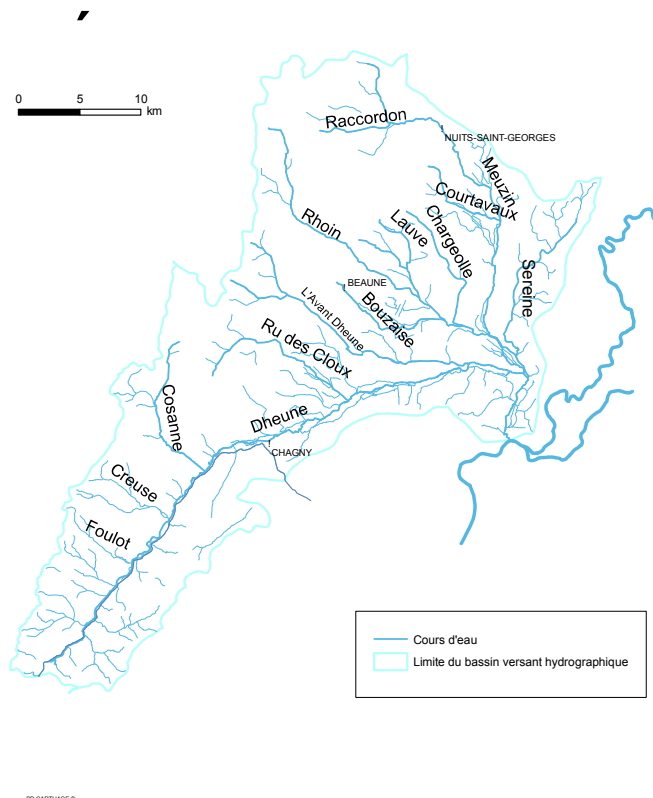 0 5 10
km
Raccordon
NUITS-SAINT-GEORGES
Meuzin
Courtavaux
Rhoin
Lauve
Chargeolle
Sereine
BEAUNE
L'Avant Dheune
Bouzaise
Ru des Cloux
Cosanne
Dheune
CHAGNY
Creuse
Foulot
Cours d'eau
Limite du bassin versant hydrographique